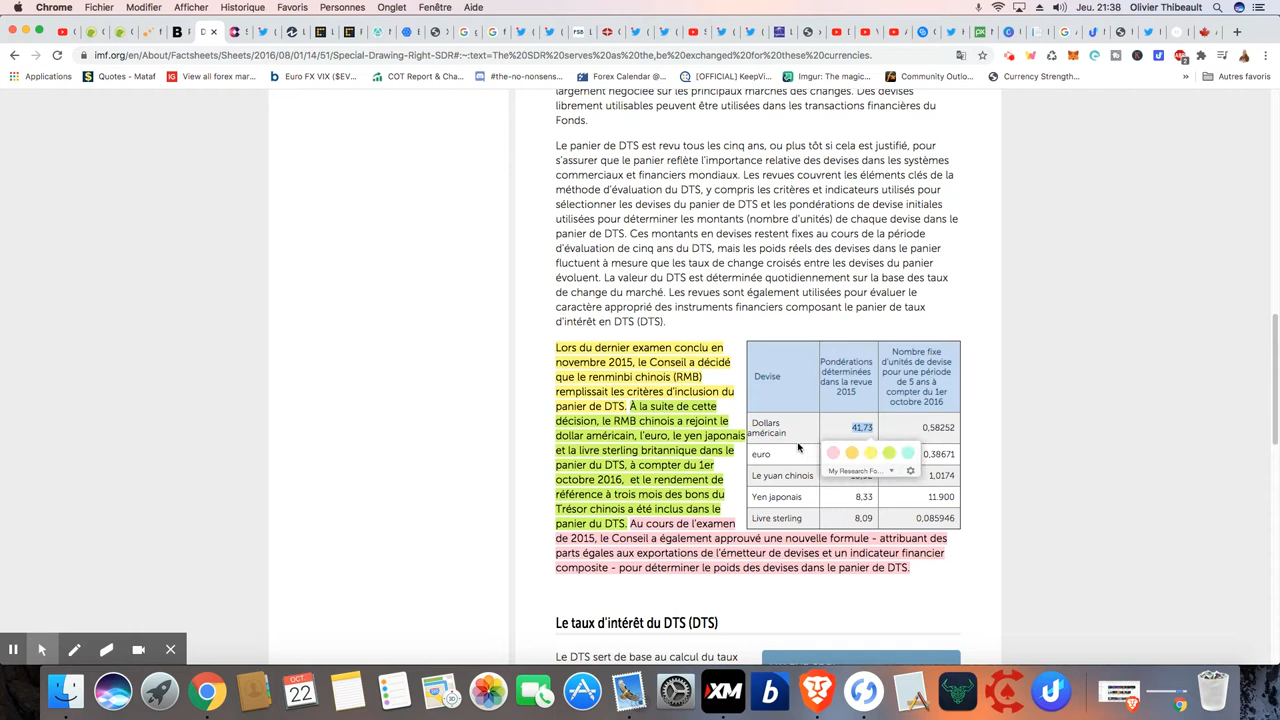 Chrome Fichier Modifier Afficher Historique Favoris Personnes Onglet Fenêtre Aide Jeu. 21:38 Olivier Thibeault
imf.org/en/About/Factsheets/Sheets/2016/08/01/14/51/Special-Drawing-Right-SDR#:~:text=The%20SDR%20serves%20as%20the,be%20exchanged%20for%20these%20currencies.
Applications Quotes - Mataf View all forex mar... Euro FX VIX ($EV... COT Report & Cha... #the-no-nonsens... Forex Calendar @... [OFFICIAL] KeepVi... Imgur: The magic... Community Outlo... Currency Strength... » Autres favoris
largement négociée sur les principaux marchés des changes. Des devises
librement utilisables peuvent être utilisées dans les transactions financières du
Fonds.
Le panier de DTS est revu tous les cinq ans, ou plus tôt si cela est justifié, pour
s'assurer que le panier reflète l'importance relative des devises dans les systèmes
commerciaux et financiers mondiaux. Les revues couvrent les éléments clés de la
méthode d'évaluation du DTS, y compris les critères et indicateurs utilisés pour
sélectionner les devises du panier de DTS et les pondérations de devise initiales
utilisées pour déterminer les montants (nombre d'unités) de chaque devise dans le
panier de DTS. Ces montants en devises restent fixes au cours de la période
d'évaluation de cinq ans du DTS, mais les poids réels des devises dans le panier
fluctuent à mesure que les taux de change croisés entre les devises du panier
évoluent. La valeur du DTS est déterminée quotidiennement sur la base des taux
de change du marché. Les revues sont également utilisées pour évaluer le
caractère approprié des instruments financiers composant le panier de taux
d'intérêt en DTS (DTS).
Lors du dernier examen conclu en
novembre 2015, le Conseil a décidé
que le renminbi chinois (RMB)
remplissait les critères d'inclusion du
panier de DTS. À la suite de cette
décision, le RMB chinois a rejoint le
dollar américain, l'euro, le yen japonais
et la livre sterling britannique dans le
panier du DTS, à compter du 1er
octobre 2016, et le rendement de
référence à trois mois des bons du
Trésor chinois a été inclus dans le
panier du DTS. Au cours de l'examen
de 2015, le Conseil a également approuvé une nouvelle formule - attribuant des
parts égales aux exportations de l'émetteur de devises et un indicateur financier
composite - pour déterminer le poids des devises dans le panier de DTS.
Devise
Pondérations
déterminées
dans la revue
2015
Nombre fixe
d'unités de devise
pour une période
de 5 ans à
compter du 1er
octobre 2016
Dollars
américain 41,73 0,58252
euro 0,38671
My Research Fo...
Le yuan chinois 1,0174
Yen japonais 8,33 11.900
Livre sterling 8,09 0,085946
Le taux d'intérêt du DTS (DTS)
Le DTS sert de base au calcul du taux
OCT.
22
XM
b